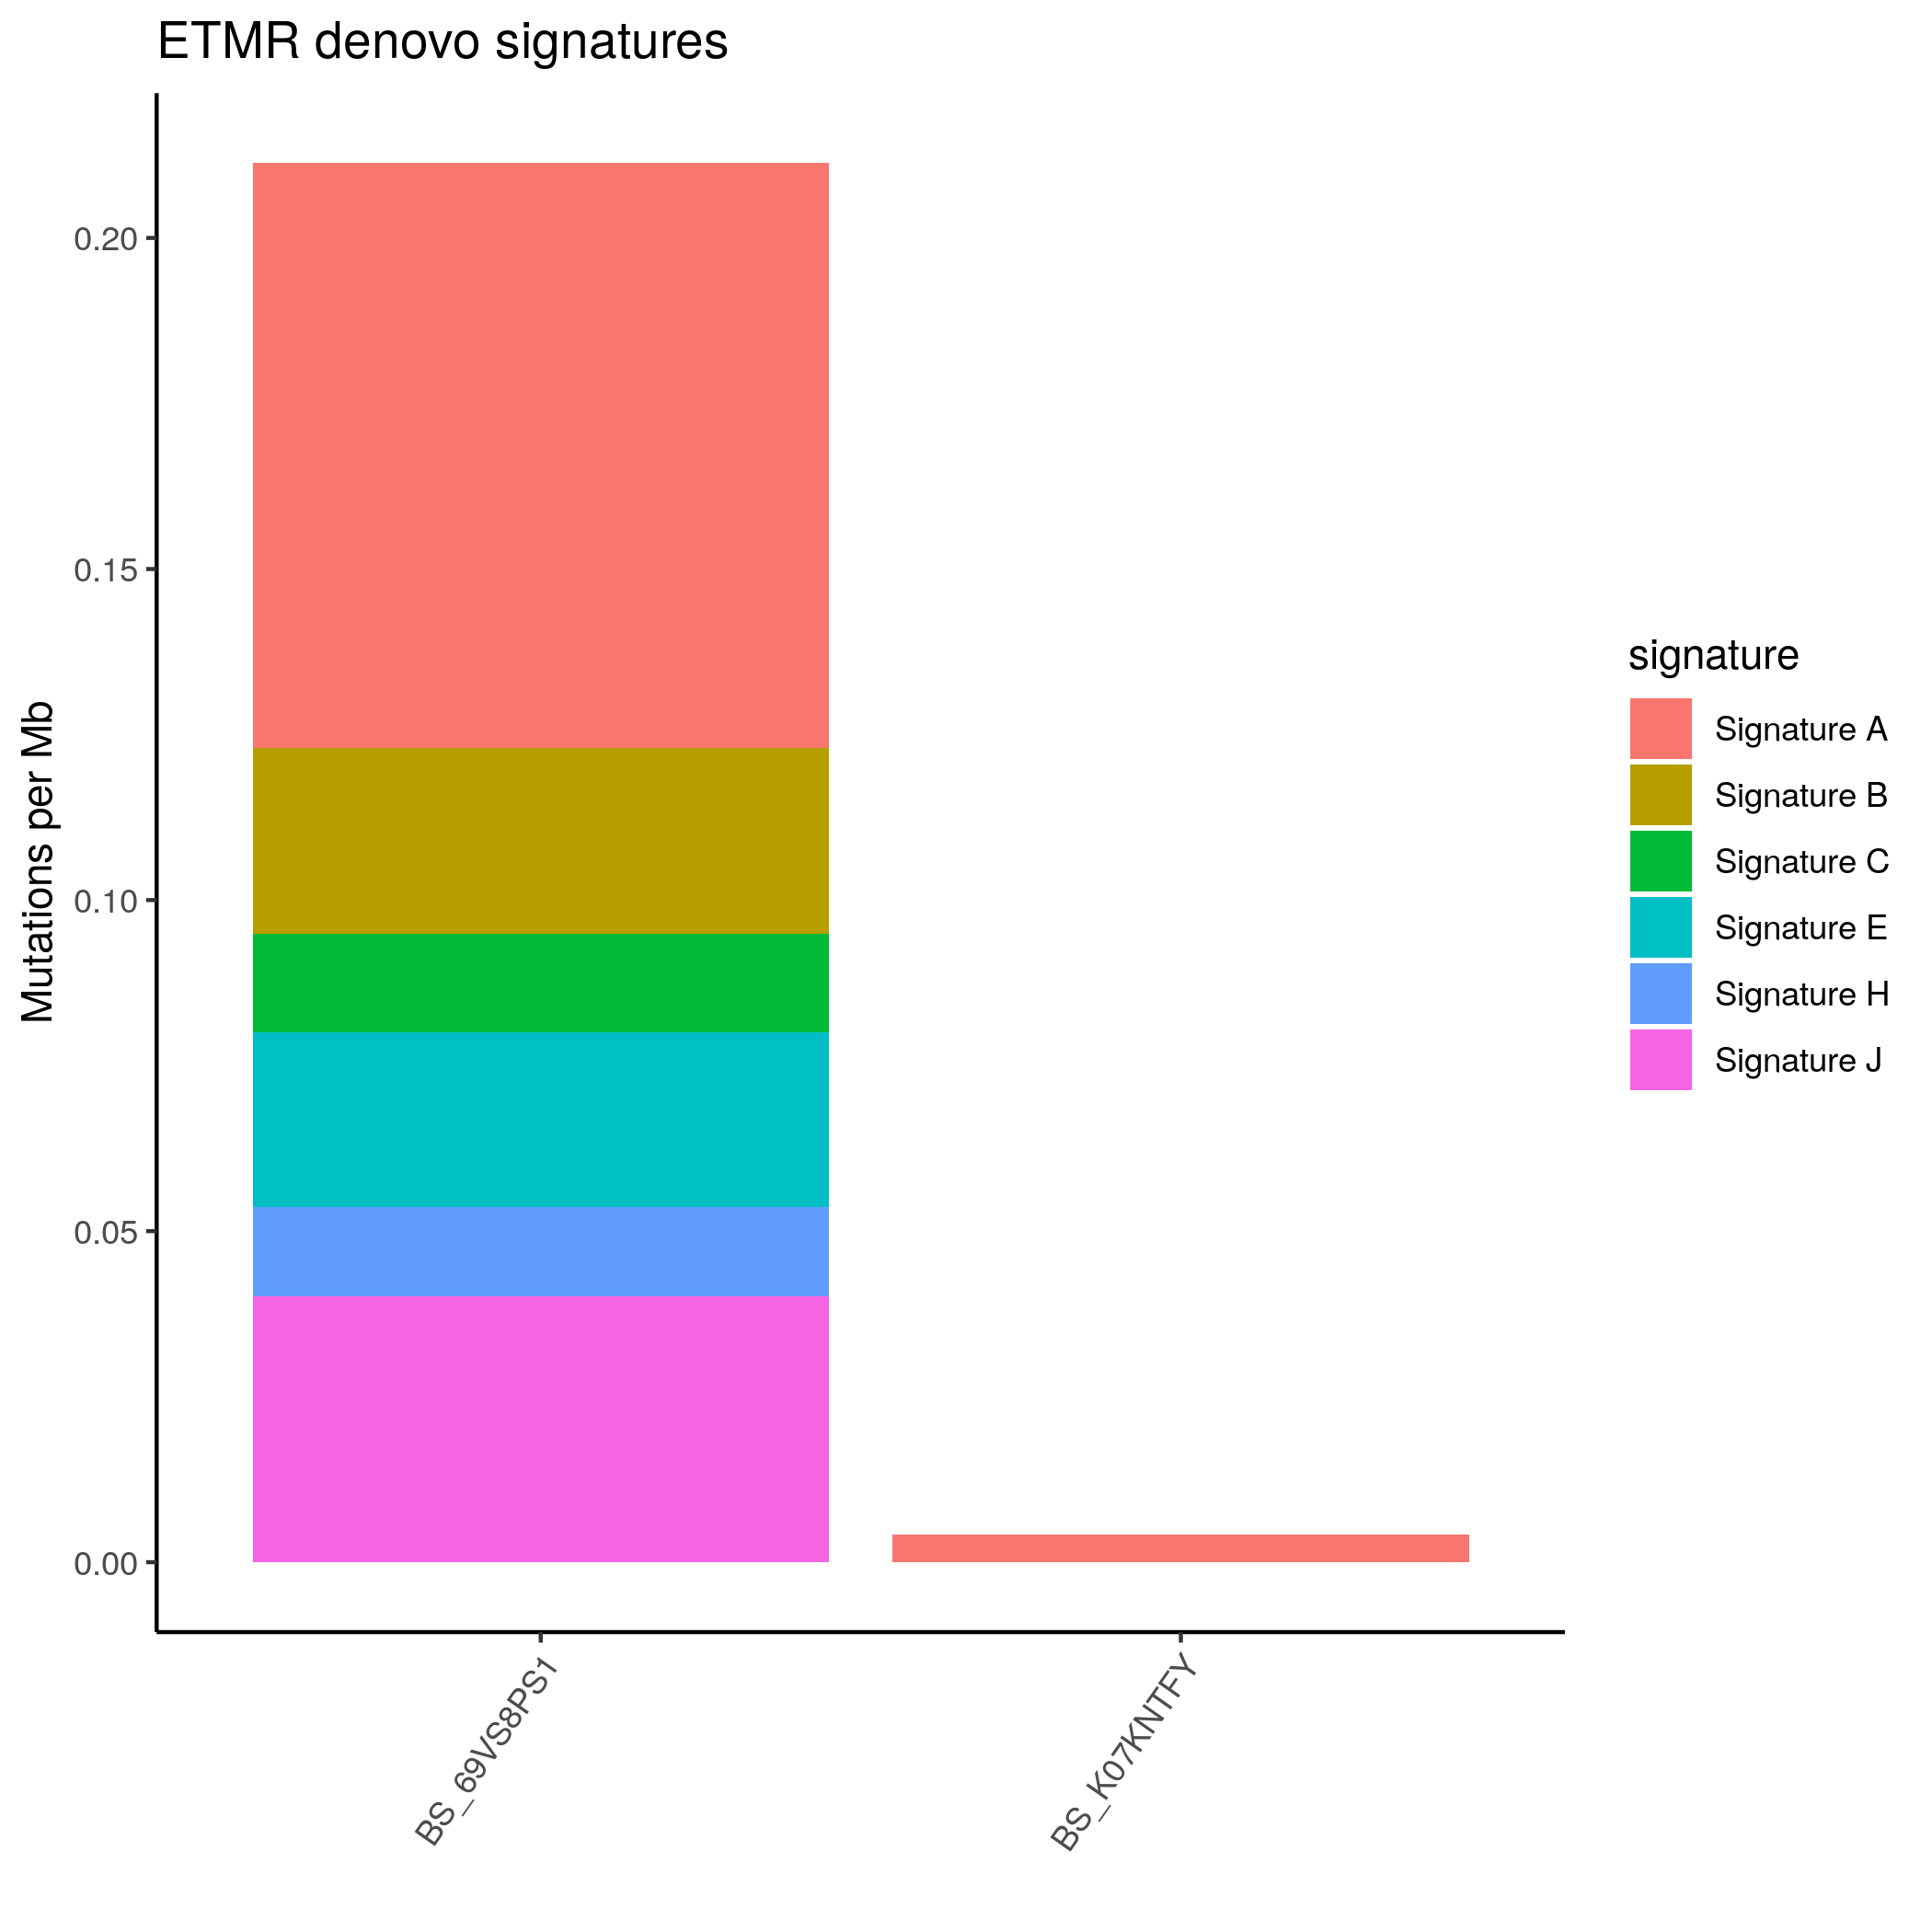 ETMR denovo signatures
Mutations per Mb
0.20
0.15
0.10
0.05
0.00
BS_69VS8PS1
BS_K07KNTFY
signature
Signature A
Signature B
Signature C
Signature E
Signature H
Signature J